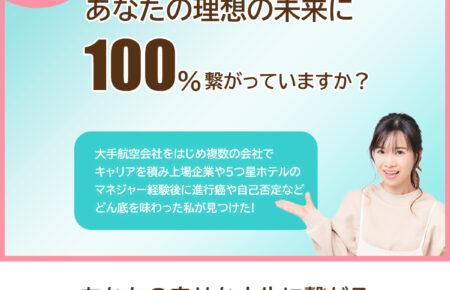 あなたの理想の未来に
100%繋がっていますか?
大手航空会社をはじめ複数の会社で
キャリアを積み上場企業や5つ星ホテルの
マネジャー経験後に進行癌や自己否定など
どん底を味わった私が見つけた!